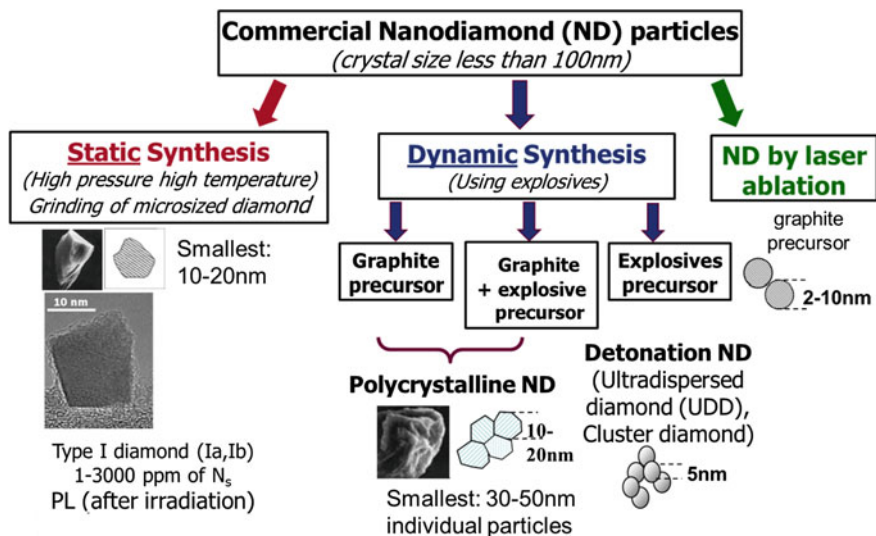 Commercial Nanodiamond (ND) particles
(crystal size less than 100nm)
Static Synthesis
(High pressure high temperature)
Grinding of microsized diamond
Smallest:
10-20nm
10 nm
Type I diamond (Ia,Ib)
1-3000 ppm of Ns
PL (after irradiation)
Dynamic Synthesis
(Using explosives)
Graphite
precursor
Graphite
+ explosive
precursor
Explosives
precursor
Polycrystalline ND
10-
20nm
Smallest: 30-50nm
individual particles
Detonation ND
(Ultradispersed
diamond (UDD),
Cluster diamond)
5nm
ND by laser
ablation
graphite
precursor
2-10nm